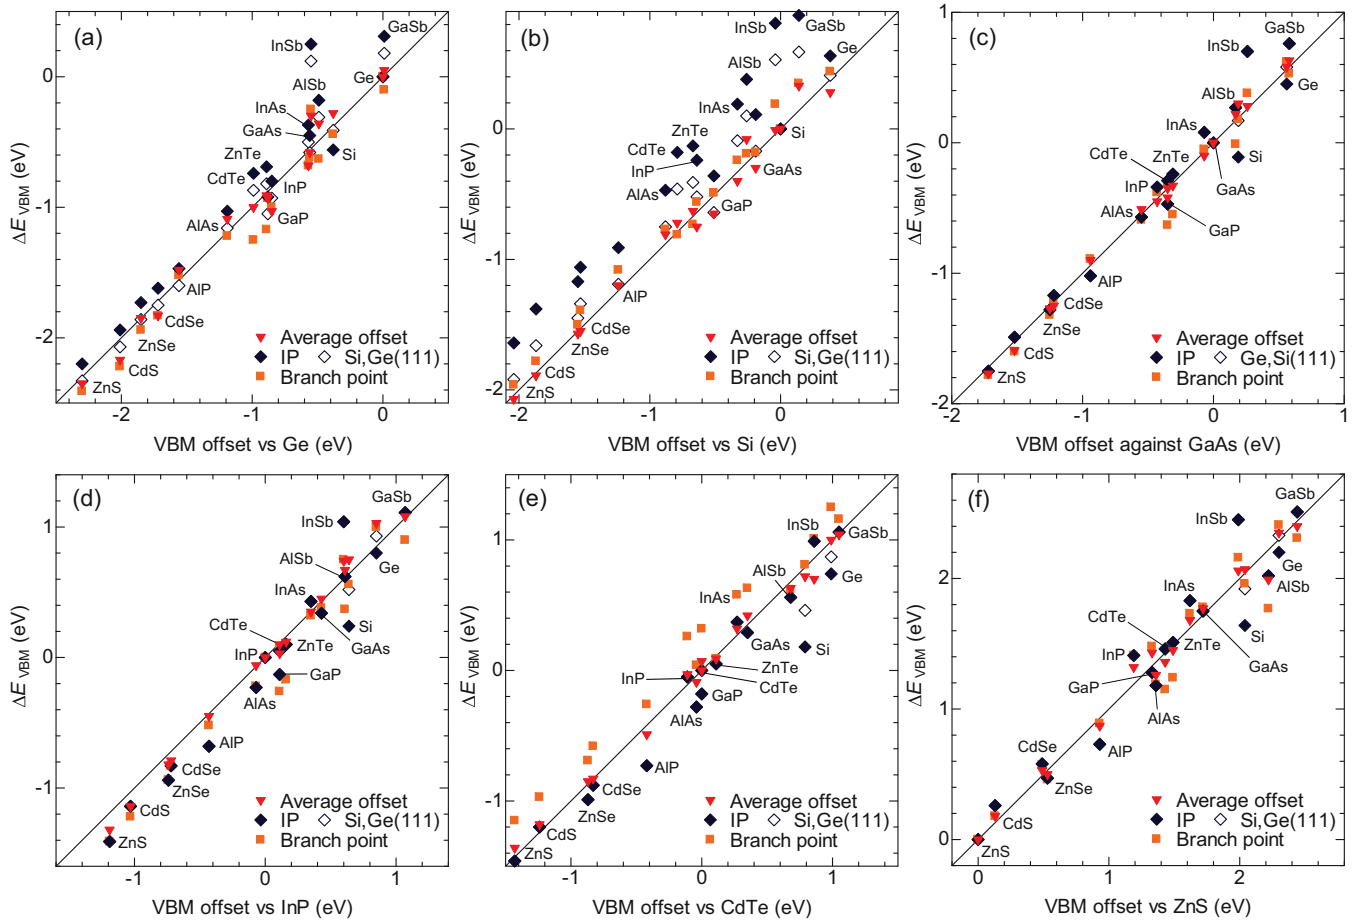 (a)
GaSb
InSb
Ge
AlSb
InAs
GaAs
ZnTe
Si
CdTe
InP
AlAs
GaP
AlP
CdSe
ZnSe
CdS
ZnS
Average offset
IP Si,Ge(111)
Branch point
0
-1
-2
ΔE VBM (eV)
-2 -1 0
VBM offset vs Ge (eV)
(b)
InSb
GaSb
Ge
AlSb
InAs
ZnTe
Si
CdTe
InP
GaAs
AlAs
GaP
AlP
CdSe
ZnSe
CdS
ZnS
Average offset
IP Si,Ge(111)
Branch point
0
-1
-2
ΔE VBM (eV)
-2 -1 0
VBM offset vs Si (eV)
(c)
GaSb
InSb
Ge
AlSb
InAs
CdTe
ZnTe
Si
InP
GaAs
AlAs
GaP
AlP
CdSe
ZnSe
CdS
ZnS
Average offset
IP Ge,Si(111)
Branch point
1
0
-1
-2
ΔE VBM (eV)
-2 -1 0 1
VBM offset against GaAs (eV)
(d)
GaSb
InSb
AlSb
Ge
InAs
CdTe
Si
InP
ZnTe
GaAs
GaP
AlAs
AlP
CdSe
ZnSe
CdS
ZnS
Average offset
IP Si,Ge(111)
Branch point
1
0
-1
ΔE VBM (eV)
-1 0 1
VBM offset vs InP (eV)
(e)
InSb
GaSb
AlSb
Ge
InAs
GaAs
Si
ZnTe
InP
CdTe
GaP
AlAs
AlP
CdSe
ZnSe
CdS
ZnS
Average offset
IP Si,Ge(111)
Branch point
1
0
-1
ΔE VBM (eV)
-1 0 1
VBM offset vs CdTe (eV)
(f)
GaSb
InSb
Ge
InAs
AlSb
CdTe
Si
InP
ZnTe
GaAs
GaP
AlAs
AlP
CdSe
ZnSe
CdS
ZnS
Average offset
IP Si,Ge(111)
Branch point
2
1
0
ΔE VBM (eV)
0 1 2
VBM offset vs ZnS (eV)